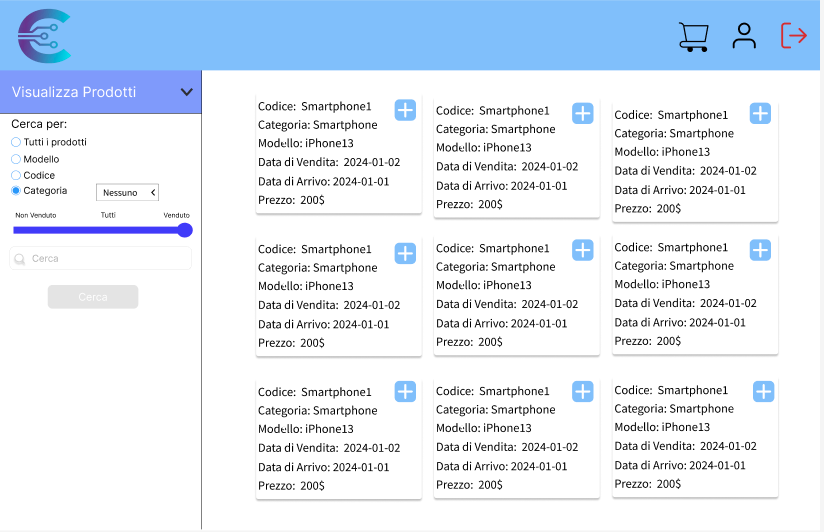 Visualizza Prodotti
Cerca per:
Tutti i prodotti
Modello
Codice
Categoria
Nessuno
Non Venduto Tutti Venduto
Cerca
Cerca
Codice: Smartphone1
Categoria: Smartphone
Modello: iPhone13
Data di Vendita: 2024-01-02
Data di Arrivo: 2024-01-01
Prezzo: 200$
Codice: Smartphone1
Categoria: Smartphone
Modello: iPhone13
Data di Vendita: 2024-01-02
Data di Arrivo: 2024-01-01
Prezzo: 200$
Codice: Smartphone1
Categoria: Smartphone
Modello: iPhone13
Data di Vendita: 2024-01-02
Data di Arrivo: 2024-01-01
Prezzo: 200$
Codice: Smartphone1
Categoria: Smartphone
Modello: iPhone13
Data di Vendita: 2024-01-02
Data di Arrivo: 2024-01-01
Prezzo: 200$
Codice: Smartphone1
Categoria: Smartphone
Modello: iPhone13
Data di Vendita: 2024-01-02
Data di Arrivo: 2024-01-01
Prezzo: 200$
Codice: Smartphone1
Categoria: Smartphone
Modello: iPhone13
Data di Vendita: 2024-01-02
Data di Arrivo: 2024-01-01
Prezzo: 200$
Codice: Smartphone1
Categoria: Smartphone
Modello: iPhone13
Data di Vendita: 2024-01-02
Data di Arrivo: 2024-01-01
Prezzo: 200$
Codice: Smartphone1
Categoria: Smartphone
Modello: iPhone13
Data di Vendita: 2024-01-02
Data di Arrivo: 2024-01-01
Prezzo: 200$
Codice: Smartphone1
Categoria: Smartphone
Modello: iPhone13
Data di Vendita: 2024-01-02
Data di Arrivo: 2024-01-01
Prezzo: 200$